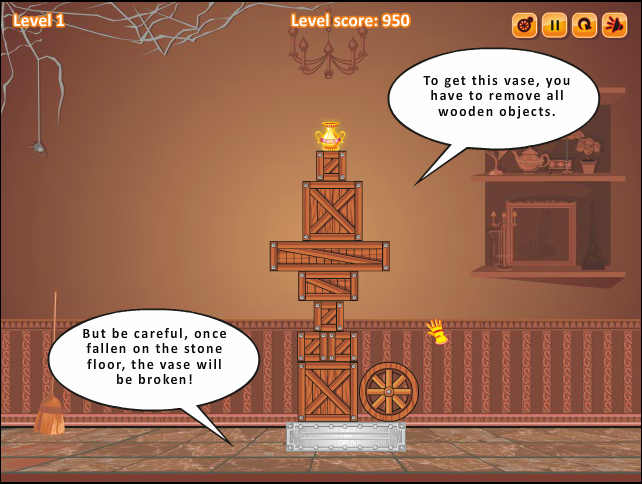 Level 1
Level score: 950
To get this vase, you
have to remove all
wooden objects.
But be careful, once
fallen on the stone
floor, the vase will
be broken!